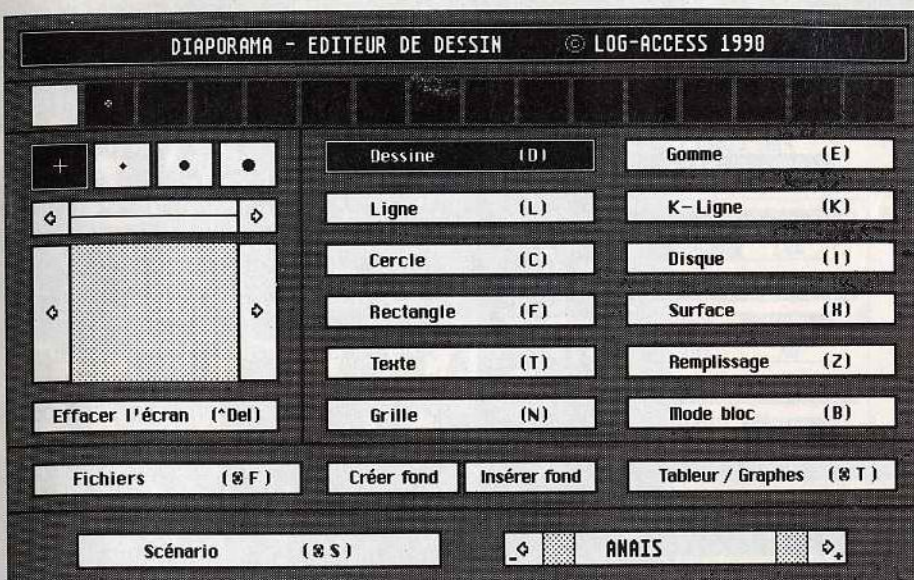 DIAPORAMA - EDITEUR DE DESSIN © LOG-ACCESS 1990
Dessine (D) Gomme (E)
Ligne (L) K-Ligne (K)
Cercle (C) Disque (I)
Rectangle (F) Surface (X)
Texte (T) Remplissage (Z)
Effacer l'écran (^Del) Grille (N) Mode bloc (B)
Fichiers (⌘F) Créer fond Insérer fond Tableur / Graphes (⌘T)
Scénario (⌘S) - ANAIS +